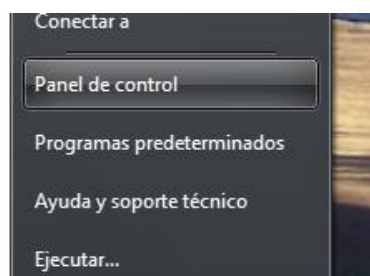 Conectar a
Panel de control
Programas predeterminados
Ayuda y soporte técnico
Ejecutar...